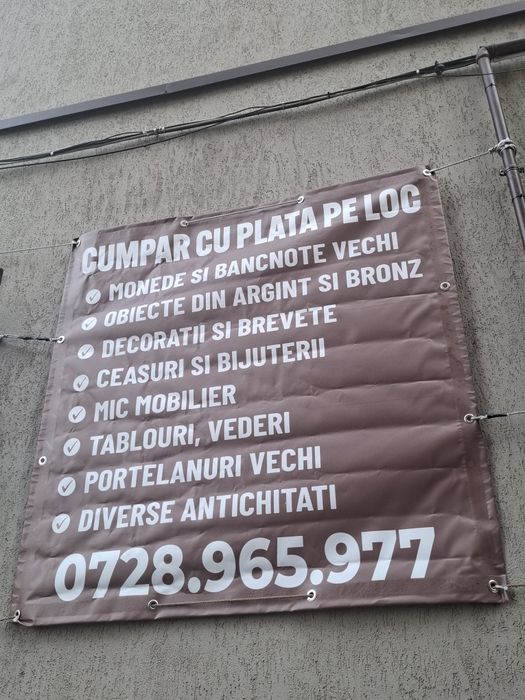 CUMPAR CU PLATA PE LOC
MONEDE SI BANCNOTE VECHI
OBIECTE DIN ARGINT SI BRONZ
DECORATII SI BREVETE
CEASURI SI BIJUTERII
MIC MOBILIER
TABLOURI, VEDERI
PORTELANURI VECHI
DIVERSE ANTICHITATI
0728.965.977